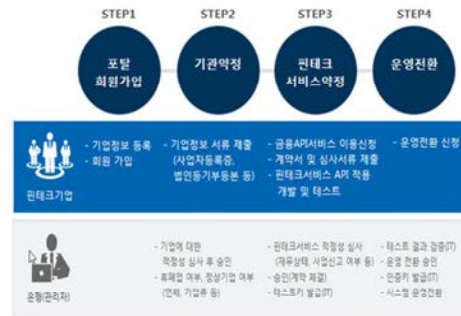 STEP1
STEP2
STEP3
STEP4
포탈
회원가입
기관약정
핀테크
서비스약정
운영전환
핀테크기업
- 기업정보 등록
- 회원 가입
- 기업정보 서류 제출
(사업자등록증,
법인등기부등본 등)
- 금융API서비스 이용신청
- 계약서 및 심사서류 제출
- 핀테크서비스 API 적용
개발 및 테스트
- 운영전환 신청
은행(관리자)
- 기업에 대한
적정성 심사 후 승인
- 휴폐업 여부, 정상기업 여부
(연체, 기업류 등)
- 핀테크서비스 적정성 심사
(재무상태, 사업신고 여부 등)
- 승인(계약 체결)
- 테스트키 발급(IT)
- 테스트 결과 검증(IT)
- 운영 전환 승인
- 인증키 발급(IT)
- 시스템 운영전환